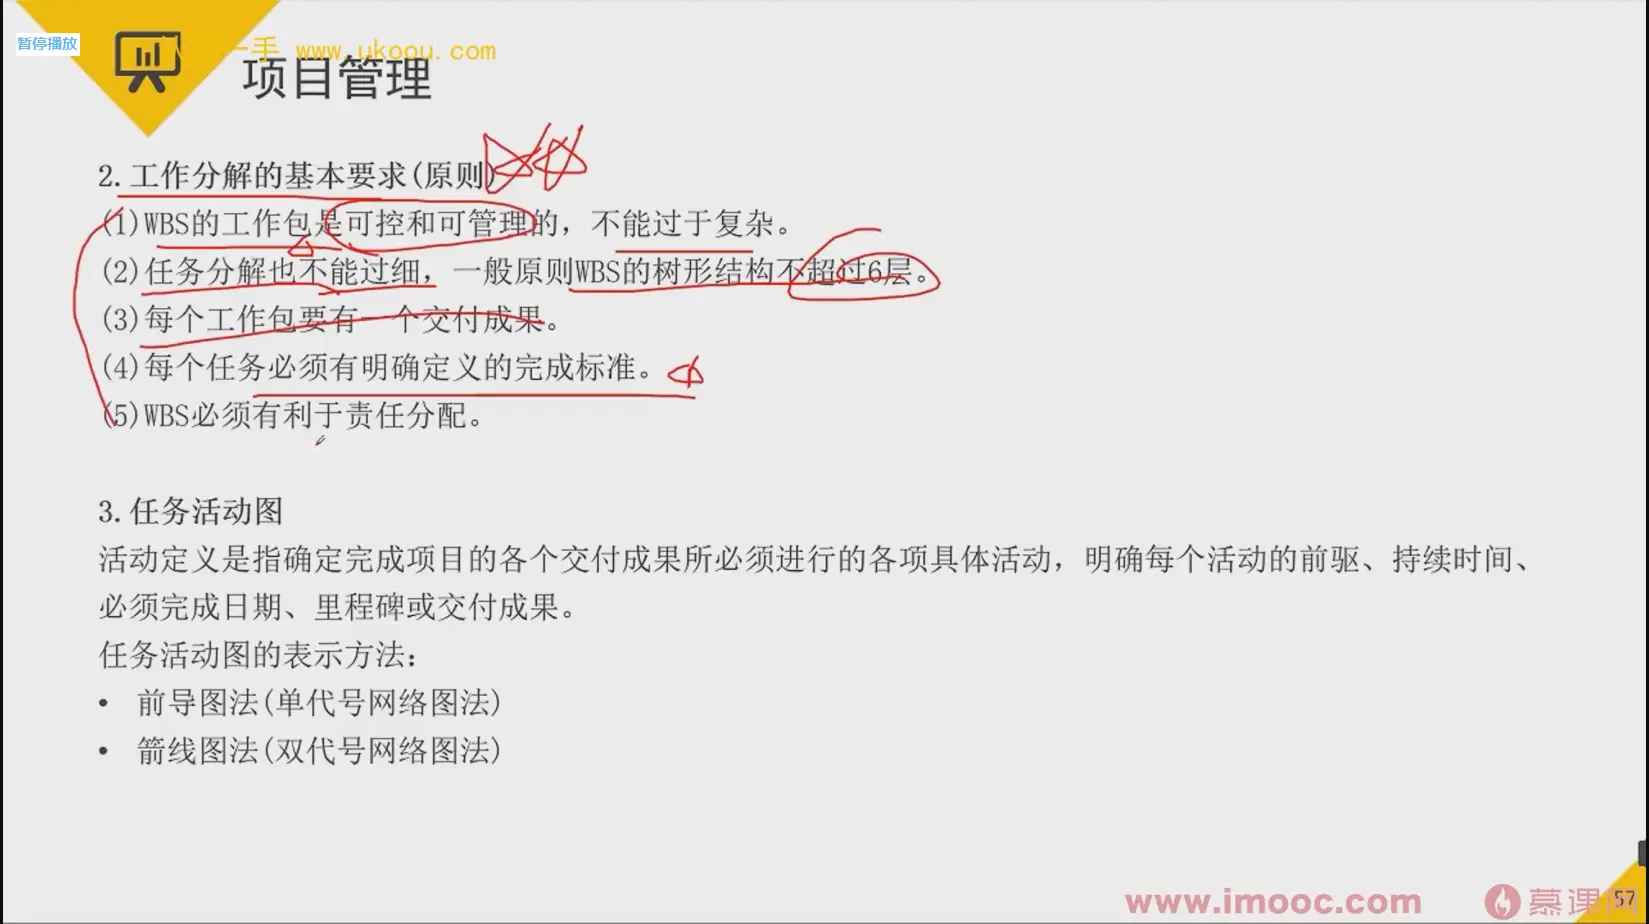 暂停播放
一手 www.ukoou.com
项目管理
2.工作分解的基本要求(原则)
(1)WBS的工作包是可控和可管理的，不能过于复杂。
(2)任务分解也不能过细，一般原则WBS的树形结构不超过6层。
(3)每个工作包要有一个交付成果。
(4)每个任务必须有明确定义的完成标准。
(5)WBS必须有利于责任分配。
3.任务活动图
活动定义是指确定完成项目的各个交付成果所必须进行的各项具体活动，明确每个活动的前驱、持续时间、
必须完成日期、里程碑或交付成果。
任务活动图的表示方法：
• 前导图法(单代号网络图法)
• 箭线图法(双代号网络图法)
www.imooc.com 慕课网
57